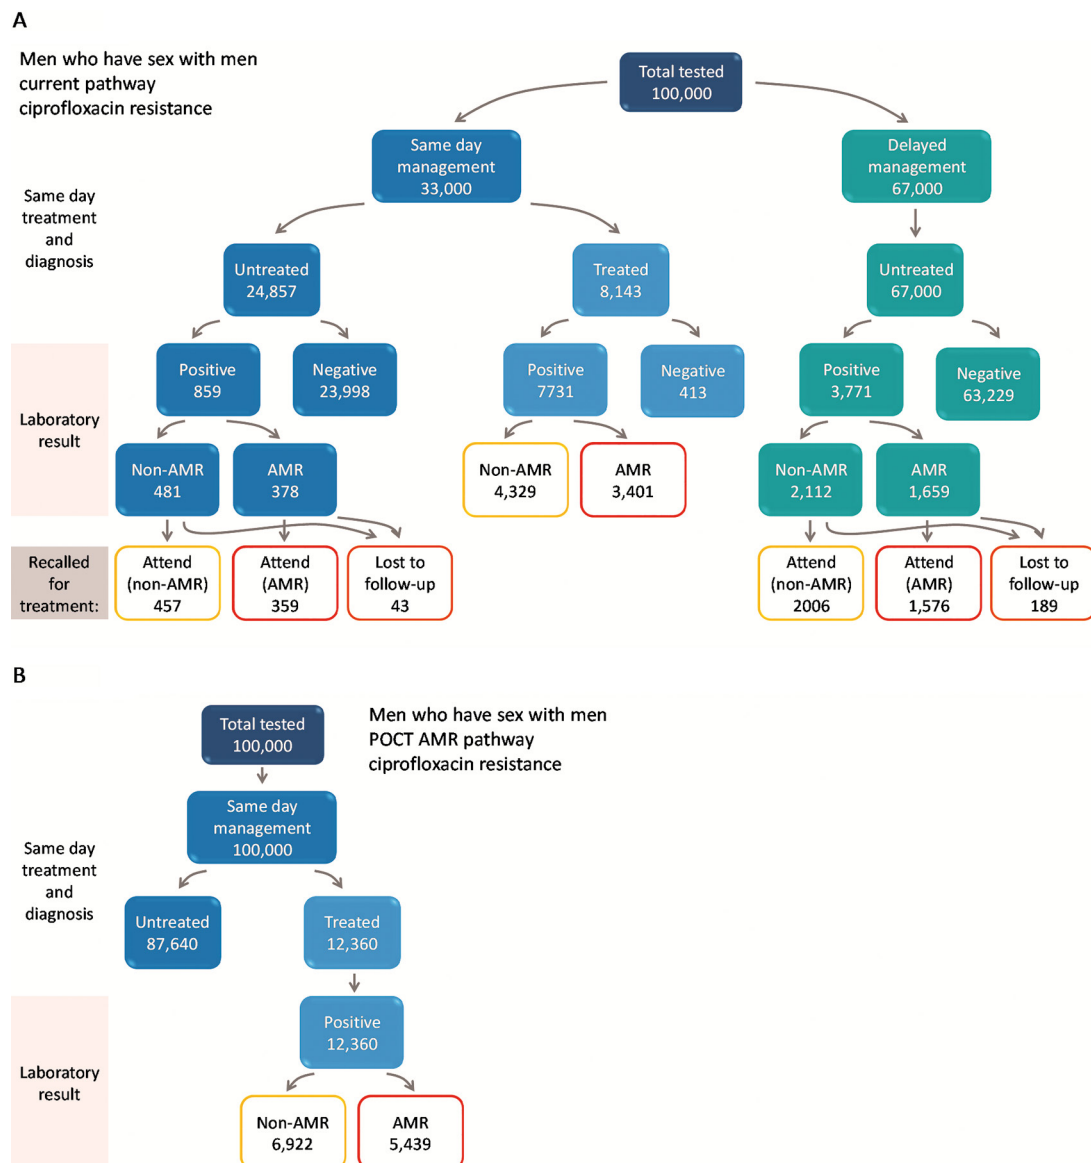 A
Men who have sex with men
current pathway
ciprofloxacin resistance
Total tested
100,000
Same day
management
33,000
Delayed
management
67,000
Same day
treatment
and
diagnosis
Untreated
24,857
Treated
8,143
Untreated
67,000
Laboratory
result
Positive
859
Negative
23,998
Positive
7731
Negative
413
Positive
3,771
Negative
63,229
Non-AMR
481
AMR
378
Non-AMR
4,329
AMR
3,401
Non-AMR
2,112
AMR
1,659
Recalled
for
treatment:
Attend
(non-AMR)
457
Attend
(AMR)
359
Lost to
follow-up
43
Attend
(non-AMR)
2006
Attend
(AMR)
1,576
Lost to
follow-up
189
B
Men who have sex with men
POCT AMR pathway
ciprofloxacin resistance
Total tested
100,000
Same day
management
100,000
Same day
treatment
and
diagnosis
Untreated
87,640
Treated
12,360
Laboratory
result
Positive
12,360
Non-AMR
6,922
AMR
5,439